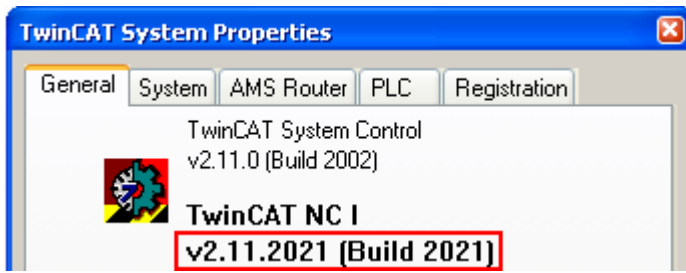 TwinCAT System Properties
General System AMS Router PLC Registration
TwinCAT System Control
v2.11.0 (Build 2002)
TwinCAT NC I
v2.11.2021 (Build 2021)